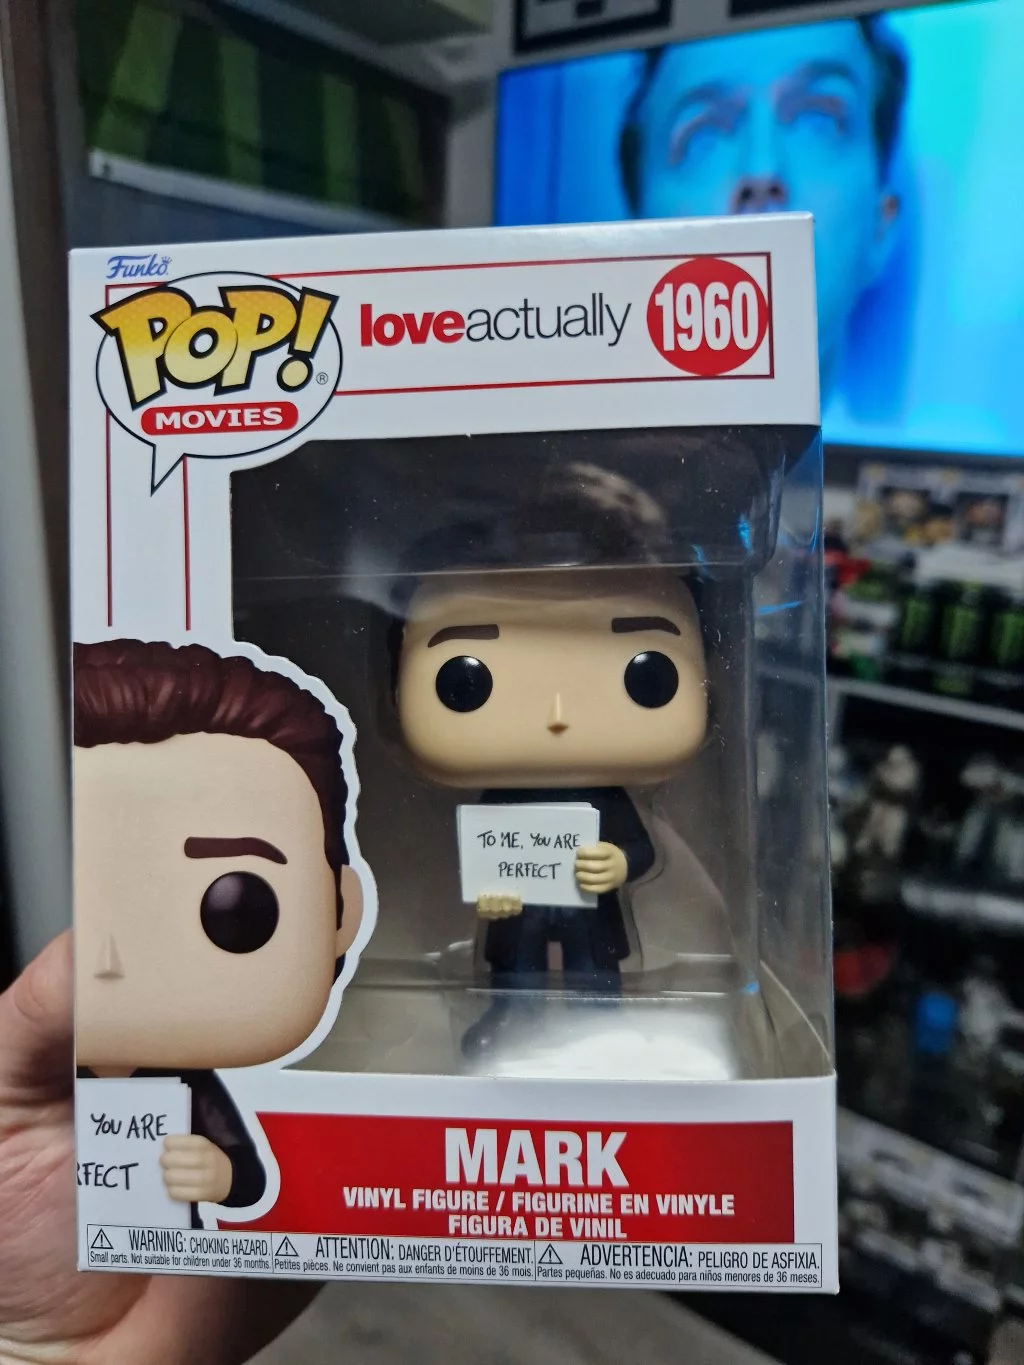 Funko
POP!®
MOVIES
loveactually
1960
TO ME, YOU ARE
PERFECT
YOU ARE
RFECT
MARK
VINYL FIGURE / FIGURINE EN VINYLE
FIGURA DE VINIL
WARNING: CHOKING HAZARD.
Small parts. Not suitable for children under 36 months.
ATTENTION: DANGER D'ÉTOUFFEMENT.
Petites pièces. Ne convient pas aux enfants de moins de 36 mois.
ADVERTENCIA: PELIGRO DE ASFIXIA.
Partes pequeñas. No es adecuado para niños menores de 36 meses.